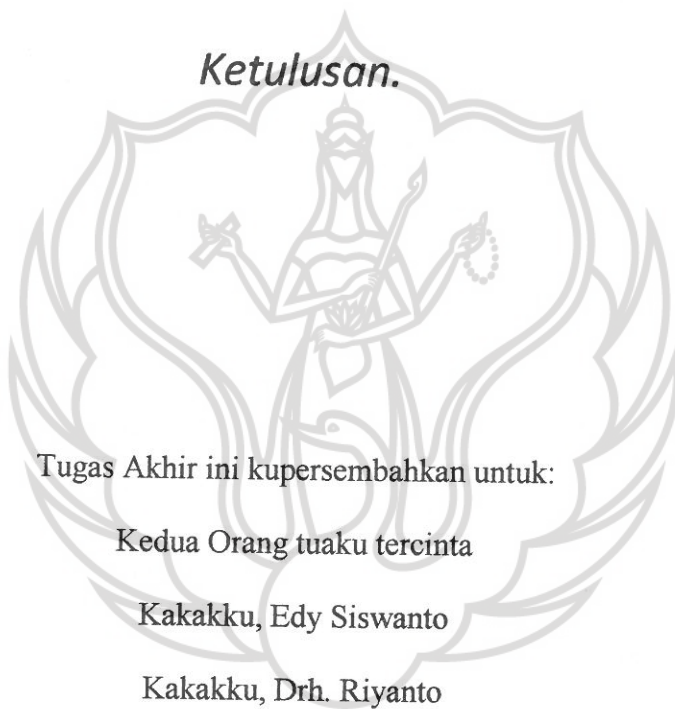 Ketulusan.
Tugas Akhir ini kupersembahkan untuk:
Kedua Orang tuaku tercinta
Kakakku, Edy Siswanto
Kakakku, Drh. Riyanto